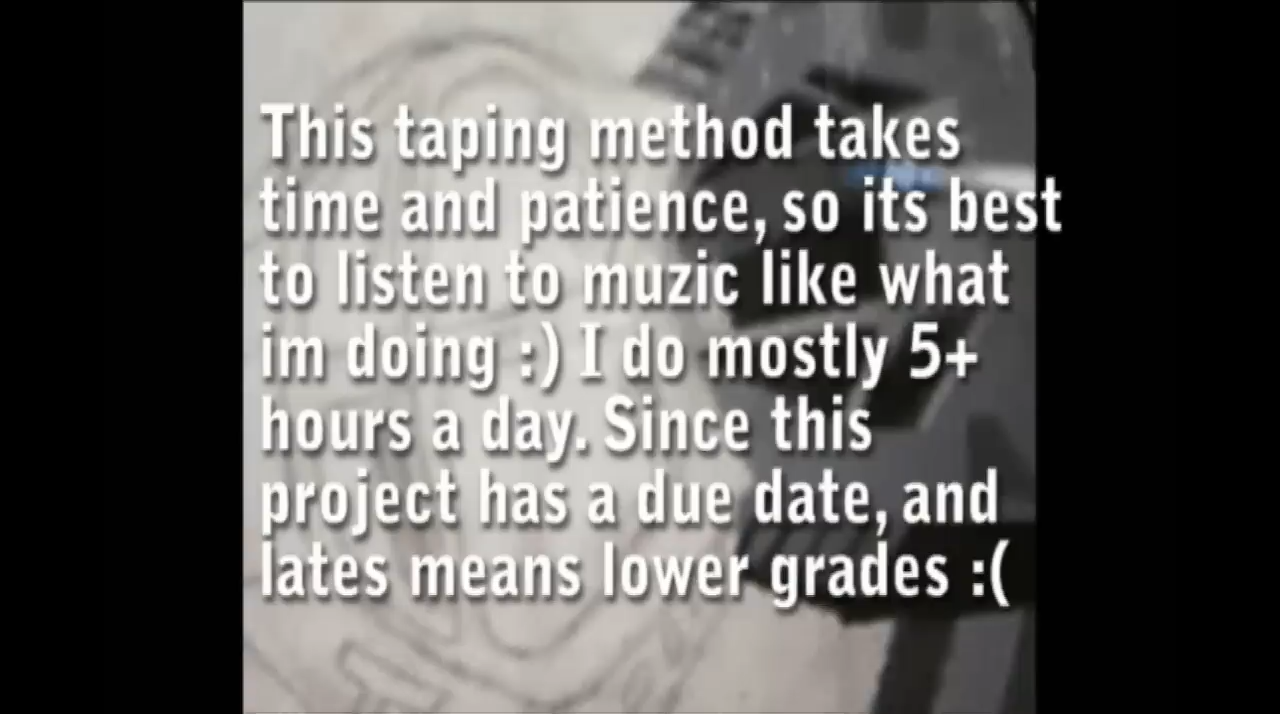 This taping method takes
time and patience, so its best
to listen to muzic like what
im doing :) I do mostly 5+
hours a day. Since this
project has a due date, and
lates means lower grades :(